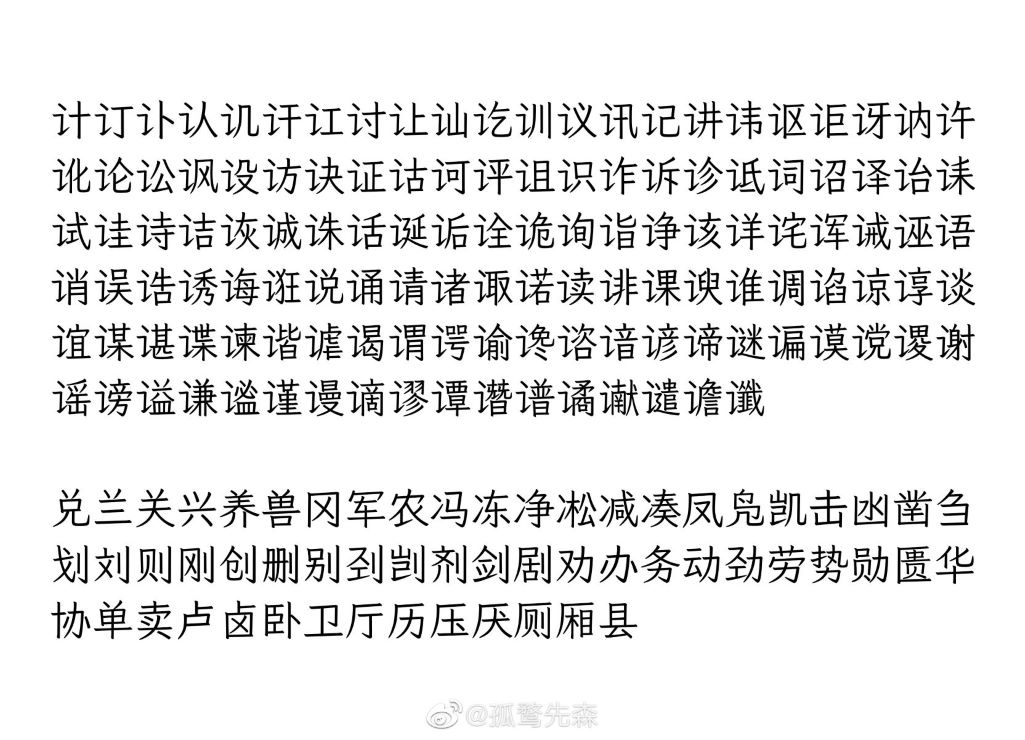 计订讣认讥讦讧讨让讪讫训议讯记讲讳讴讵讶讷许
讹论讼讽设访诀证诂诃评诅识诈诉诊诋词诏译诒诔
试诖诗诘诙诚诛话诞诟诠诡询诣诤该详诧诨诫诬语
诮误诰诱诲诳说诵请诸诹诺读诽课谀谁调谄谅谆谈
谊谋谌谍谏谐谑谒谓谔谕谗谘谙谚谛谜谝谟谠谡谢
谣谤谥谦谧谨谩谪谬谭谮谱谲谳谴谵谶
兑兰关兴养兽冈军农冯冻净凇减凑凤凫凯击凼凿刍
划刘则刚创删别刭剀剂剑剧劝办务动劲劳势勋匮华
协单卖卢卤卧卫厅历压厌厕厢县
@孤鹜先森